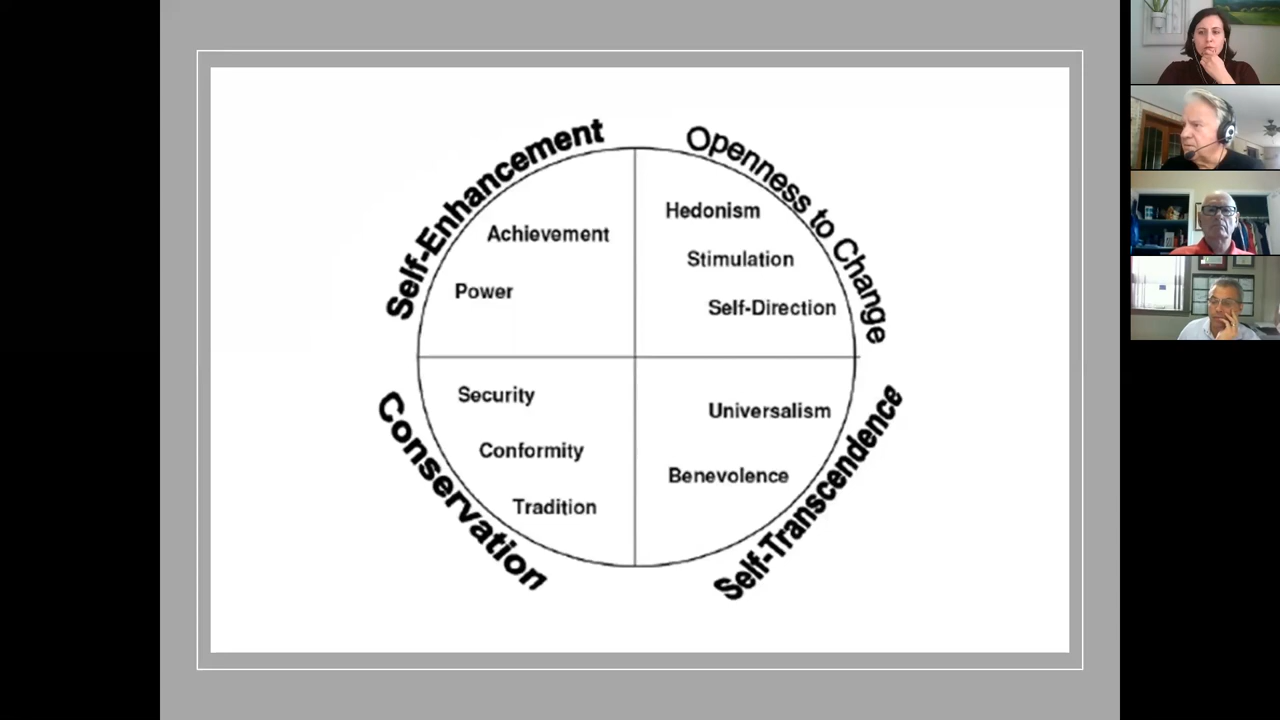 Self-Enhancement
Openness to Change
Achievement
Power
Hedonism
Stimulation
Self-Direction
Security
Conformity
Tradition
Universalism
Benevolence
Conservation
Self-Transcendence